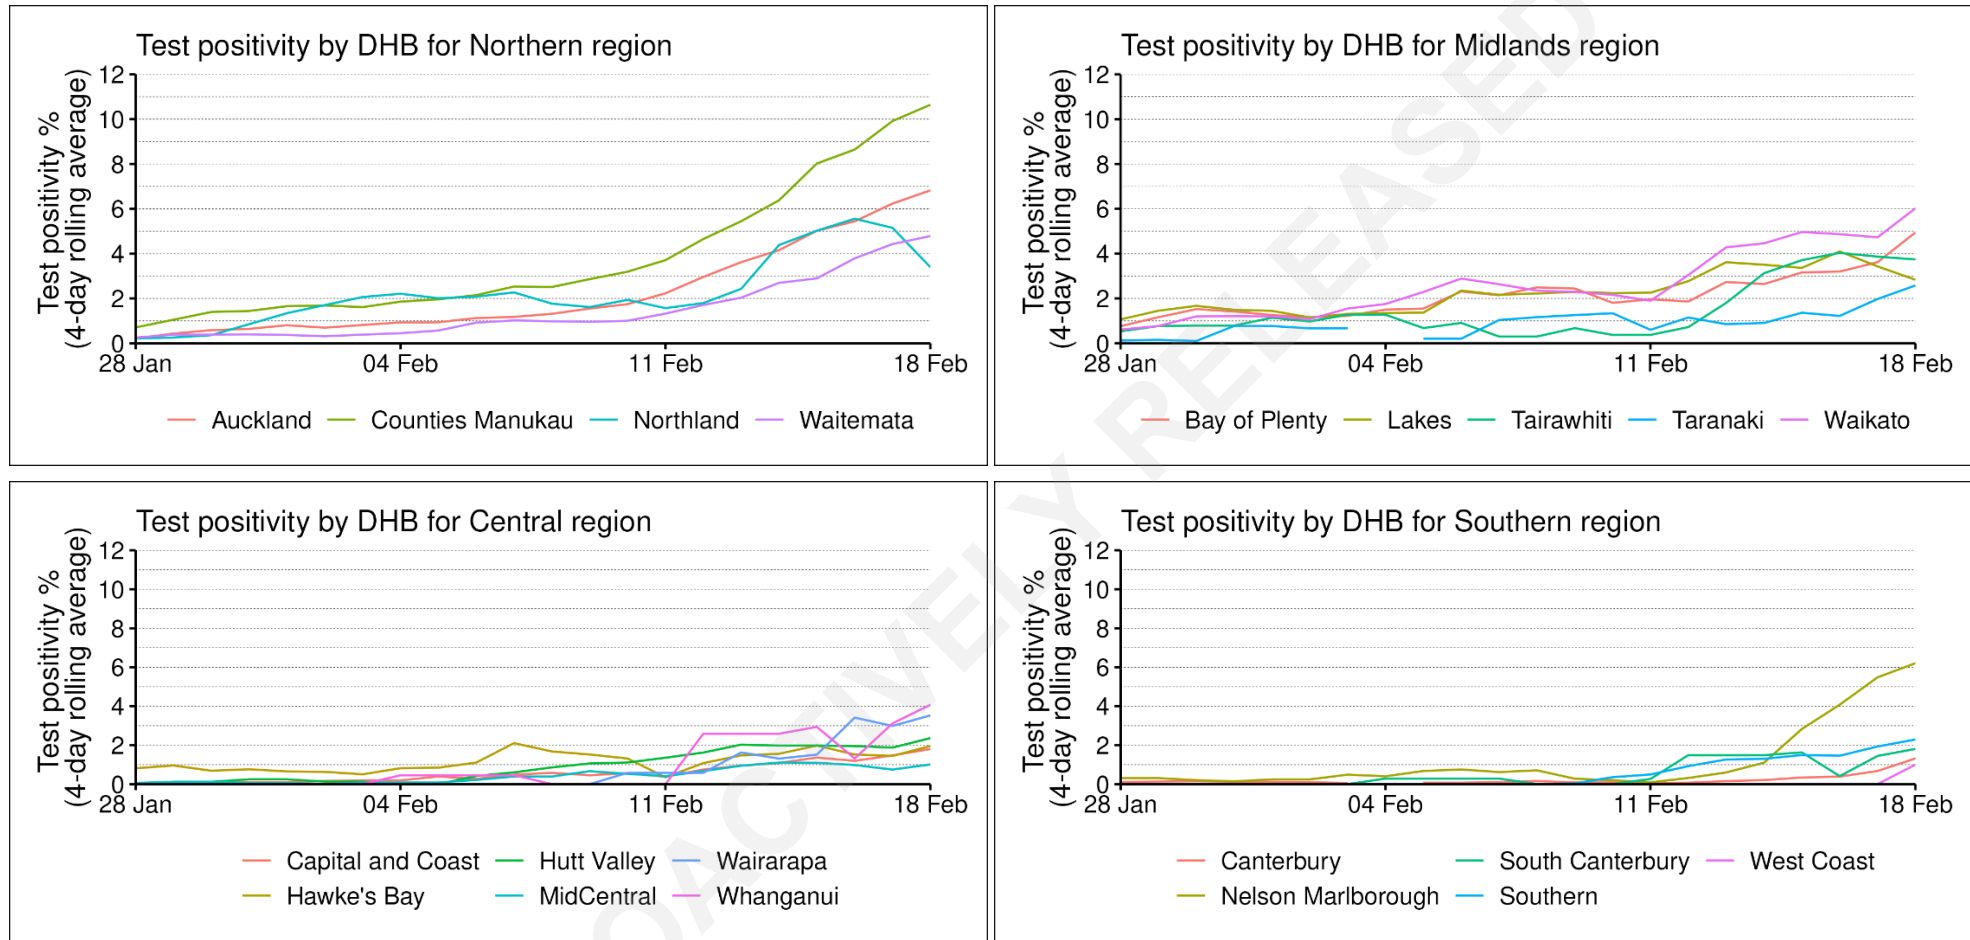 Test positivity by DHB for Northern region
Test positivity %
(4-day rolling average)
12
10
8
6
4
2
0
28 Jan 04 Feb 11 Feb 18 Feb
Auckland Counties Manukau Northland Waitemata
Test positivity by DHB for Midlands region
Test positivity %
(4-day rolling average)
12
10
8
6
4
2
0
28 Jan 04 Feb 11 Feb 18 Feb
Bay of Plenty Lakes Tairawhiti Taranaki Waikato
Test positivity by DHB for Central region
Test positivity %
(4-day rolling average)
12
10
8
6
4
2
0
28 Jan 04 Feb 11 Feb 18 Feb
Capital and Coast Hutt Valley Wairarapa
Hawke's Bay MidCentral Whanganui
Test positivity by DHB for Southern region
Test positivity %
(4-day rolling average)
12
10
8
6
4
2
0
28 Jan 04 Feb 11 Feb 18 Feb
Canterbury South Canterbury West Coast
Nelson Marlborough Southern
OACTIVELY RELEASED